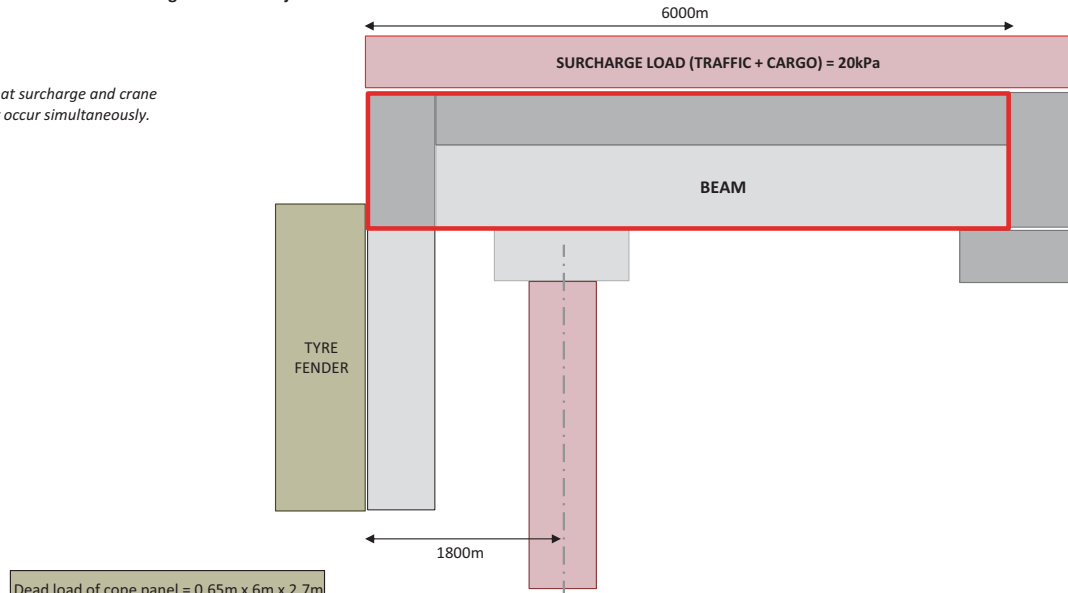 6000m
SURCHARGE LOAD (TRAFFIC + CARGO) = 20kPa
at surcharge and crane
occur simultaneously.
BEAM
TYRE
FENDER
1800m
Dead load of cope panel = 0.65m x 6m x 2.7m